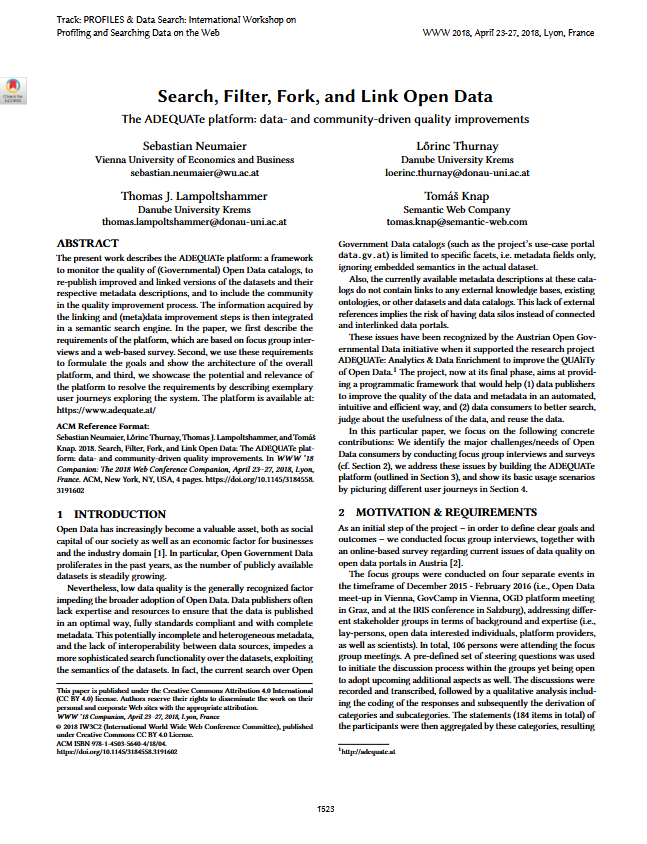 Track: PROFILES & Data Search: International Workshop on
Profiling and Searching Data on the Web
WWW 2018, April 23-27, 2018, Lyon, France
Check for
updates
Search, Filter, Fork, and Link Open Data
The ADEQUATe platform: data- and community-driven quality improvements
Sebastian Neumaier
Vienna University of Economics and Business
sebastian.neumaier@wu.ac.at
Lőrinc Thurnay
Danube University Krems
loerinc.thurnay@donau-uni.ac.at
Thomas J. Lampoltshammer
Danube University Krems
thomas.lampoltshammer@donau-uni.ac.at
Tomáš Knap
Semantic Web Company
tomas.knap@semantic-web.com
ABSTRACT
The present work describes the ADEQUATe platform: a framework
to monitor the quality of (Governmental) Open Data catalogs, to
re-publish improved and linked versions of the datasets and their
respective metadata descriptions, and to include the community
in the quality improvement process. The information acquired by
the linking and (meta)data improvement steps is then integrated
in a semantic search engine. In the paper, we first describe the
requirements of the platform, which are based on focus group inter-
views and a web-based survey. Second, we use these requirements
to formulate the goals and show the architecture of the overall
platform, and third, we showcase the potential and relevance of
the platform to resolve the requirements by describing exemplary
user journeys exploring the system. The platform is available at:
https://www.adequate.at/
ACM Reference Format:
Sebastian Neumaier, Lőrinc Thurnay, Thomas J. Lampoltshammer, and Tomáš
Knap. 2018. Search, Filter, Fork, and Link Open Data: The ADEQUATe plat-
form: data- and community-driven quality improvements. In WWW '18
Companion: The 2018 Web Conference Companion, April 23–27, 2018, Lyon,
France. ACM, New York, NY, USA, 4 pages. https://doi.org/10.1145/3184558.
3191602
1 INTRODUCTION
Open Data has increasingly become a valuable asset, both as social
capital of our society as well as an economic factor for businesses
and the industry domain [1]. In particular, Open Government Data
proliferates in the past years, as the number of publicly available
datasets is steadily growing.
Nevertheless, low data quality is the generally recognized factor
impeding the broader adoption of Open Data. Data publishers often
lack expertise and resources to ensure that the data is published
in an optimal way, fully standards compliant and with complete
metadata. This potentially incomplete and heterogeneous metadata,
and the lack of interoperability between data sources, impedes a
more sophisticated search functionality over the datasets, exploiting
the semantics of the datasets. In fact, the current search over Open
This paper is published under the Creative Commons Attribution 4.0 International
(CC BY 4.0) license. Authors reserve their rights to disseminate the work on their
personal and corporate Web sites with the appropriate attribution.
WWW '18 Companion, April 23–27, 2018, Lyon, France
© 2018 IW3C2 (International World Wide Web Conference Committee), published
under Creative Commons CC BY 4.0 License.
ACM ISBN 978-1-4503-5640-4/18/04.
https://doi.org/10.1145/3184558.3191602
Government Data catalogs (such as the project's use-case portal
data.gv.at) is limited to specific facets, i.e. metadata fields only,
ignoring embedded semantics in the actual dataset.
Also, the currently available metadata descriptions at these cata-
logs do not contain links to any external knowledge bases, existing
ontologies, or other datasets and data catalogs. This lack of external
references implies the risk of having data silos instead of connected
and interlinked data portals.
These issues have been recognized by the Austrian Open Gov-
ernmental Data initiative when it supported the research project
ADEQUATe: Analytics & Data Enrichment to improve the QUAliTy
of Open Data.1 The project, now at its final phase, aims at provid-
ing a programmatic framework that would help (1) data publishers
to improve the quality of the data and metadata in an automated,
intuitive and efficient way, and (2) data consumers to better search,
judge about the usefulness of the data, and reuse the data.
In this particular paper, we focus on the following concrete
contributions: We identify the major challenges/needs of Open
Data consumers by conducting focus group interviews and surveys
(cf. Section 2), we address these issues by building the ADEQUATe
platform (outlined in Section 3), and show its basic usage scenarios
by picturing different user journeys in Section 4.
2 MOTIVATION & REQUIREMENTS
As an initial step of the project – in order to define clear goals and
outcomes – we conducted focus group interviews, together with
an online-based survey regarding current issues of data quality on
open data portals in Austria [2].
The focus groups were conducted on four separate events in
the timeframe of December 2015 - February 2016 (i.e., Open Data
meet-up in Vienna, GovCamp in Vienna, OGiD platform meeting
in Graz, and at the IRIS conference in Salzburg), addressing differ-
ent stakeholder groups in terms of background and expertise (i.e.,
lay-persons, open data interested individuals, platform providers,
as well as scientists). In total, 106 persons were attending the focus
group meetings. A pre-defined set of steering questions was used
to initiate the discussion process within the groups yet being open
to adopt upcoming additional aspects as well. The discussions were
recorded and transcribed, followed by a qualitative analysis includ-
ing the coding of the responses and subsequently the derivation of
categories and subcategories. The statements (184 items in total) of
the participants were then aggregated by these categories, resulting
1http://adequate.at
1523